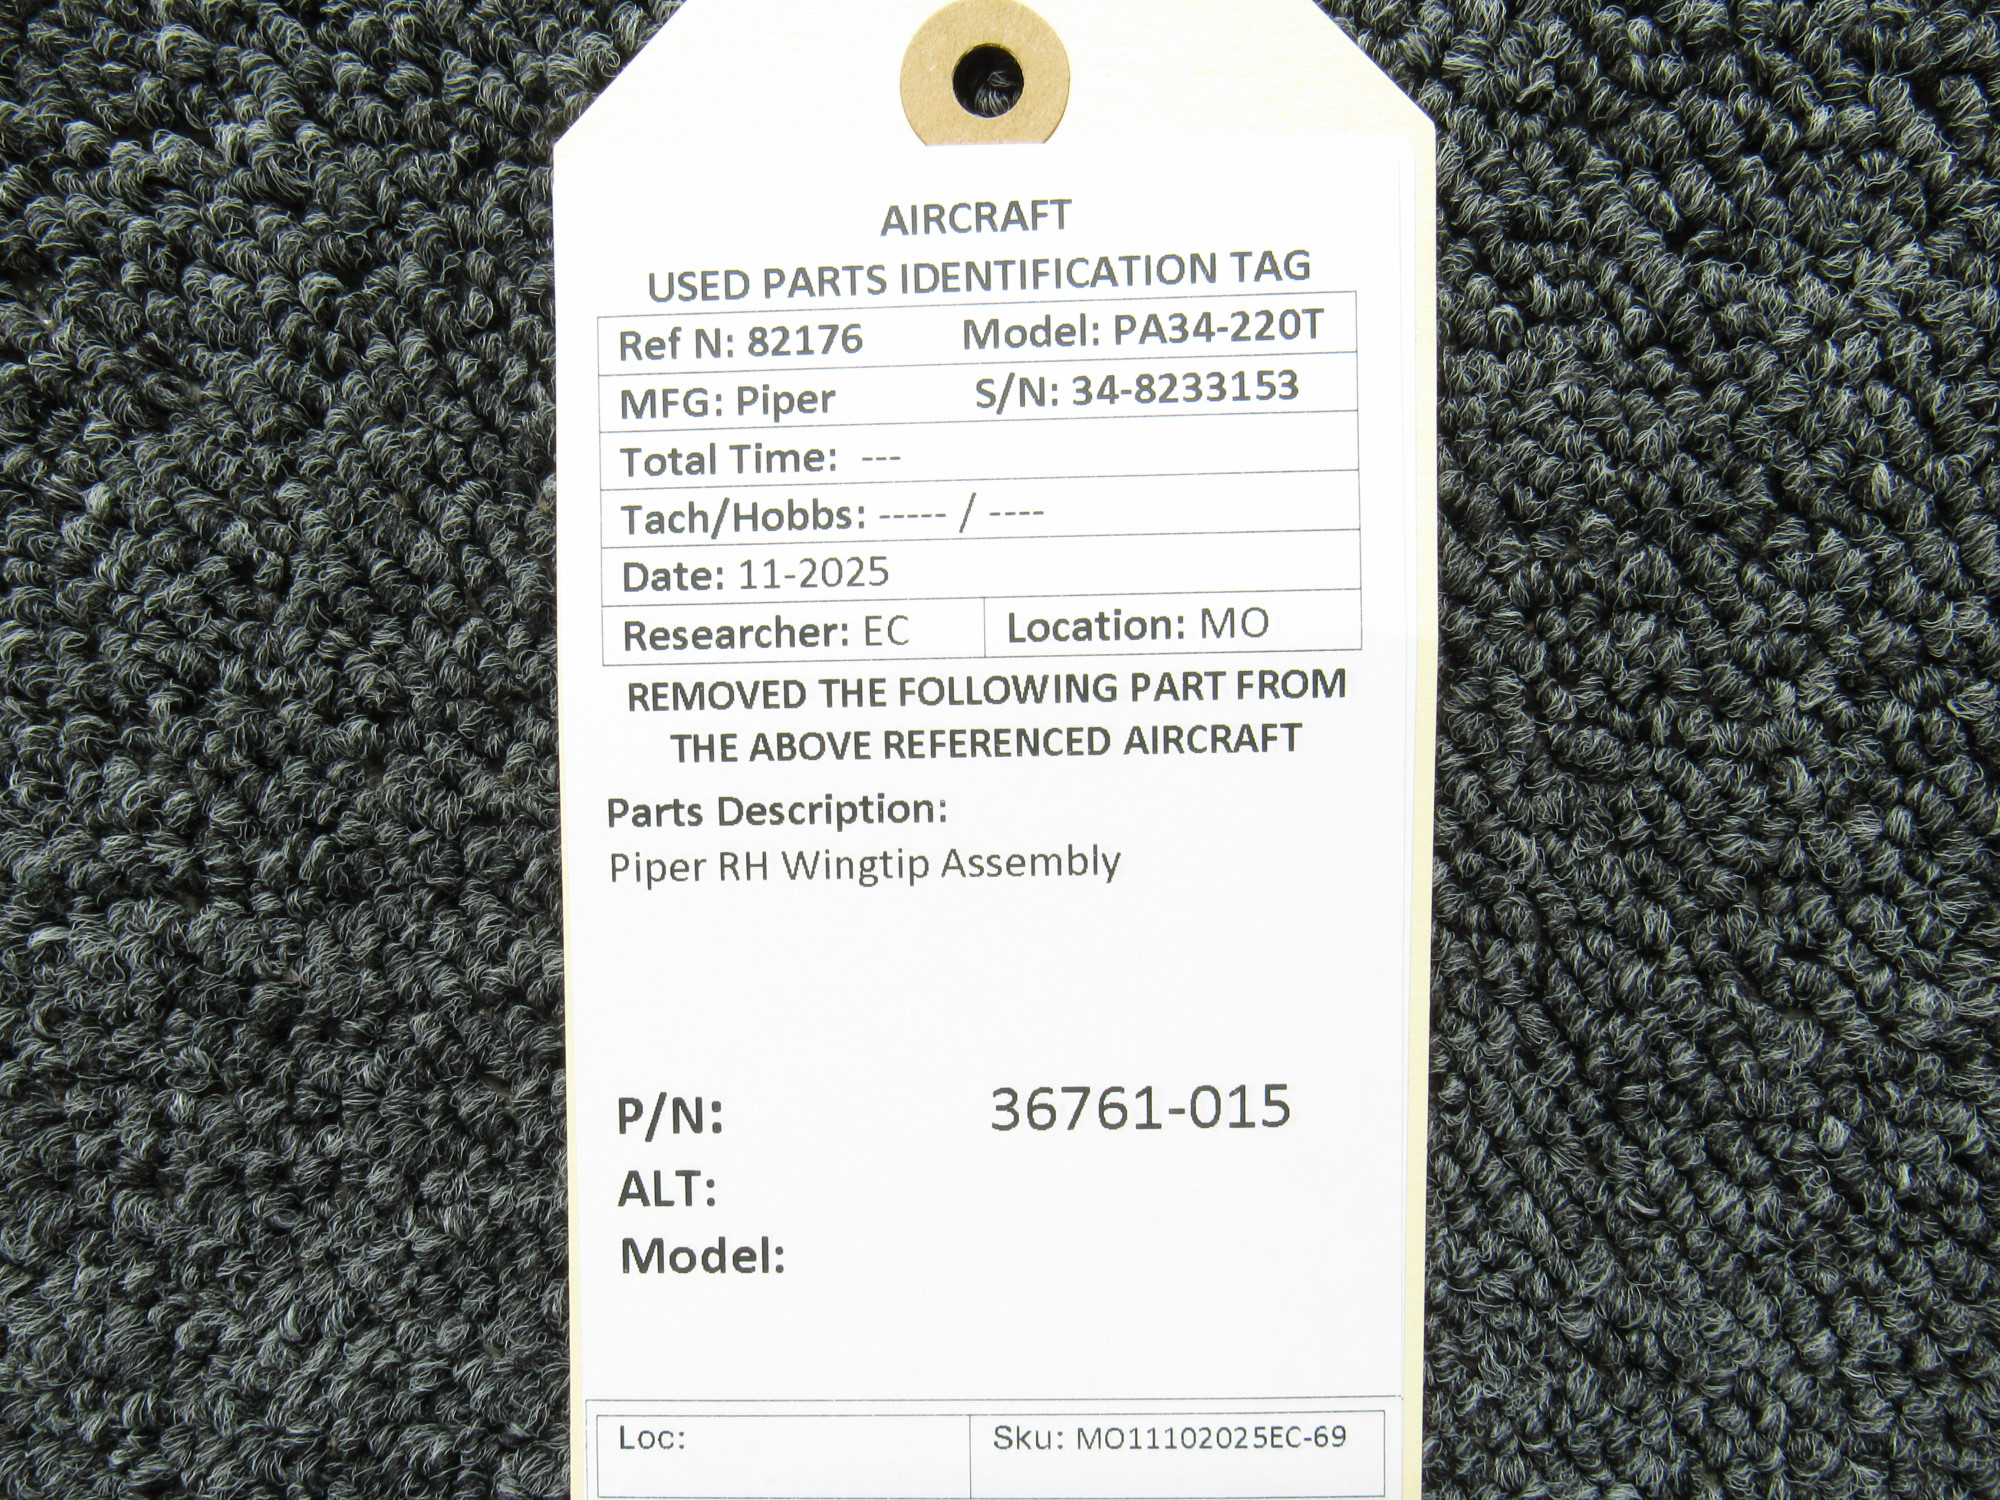 AIRCRAFT
USED PARTS IDENTIFICATION TAG
Ref N: 82176 Model: PA34-220T
MFG: Piper S/N: 34-8233153
Total Time: ---
Tach/Hobbs: ----- / ----
Date: 11-2025
Researcher: EC Location: MO
REMOVED THE FOLLOWING PART FROM
THE ABOVE REFERENCED AIRCRAFT
Parts Description:
Piper RH Wingtip Assembly
P/N: 36761-015
ALT:
Model:
Loc: Sku: MO11102025EC-69